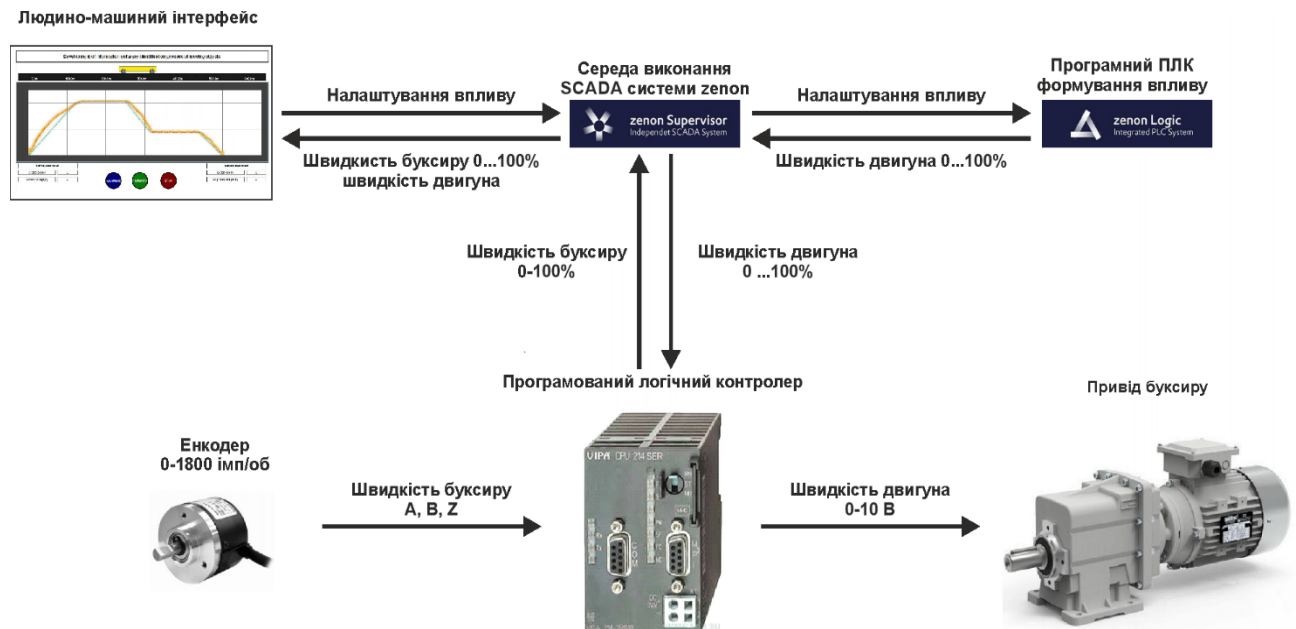 Людино-машиний інтерфейс
Середа виконання
SCADA системи zenon
Програмний ПЛК
формування впливу
Налаштування впливу
zenon Supervisor
Independet SCADA System
Налаштування впливу
zenon Logic
Integrated PLC System
Швидкисть буксиру 0...100%
швидкість двигуна
Швидкість двигуна 0...100%
Швидкість буксиру
0-100%
Швидкість двигуна
0 ...100%
Програмований логічний контролер
Привід буксиру
Енкодер
0-1800 імп/об
VIPA CPU 214 SER
Швидкість буксиру
A, B, Z
Швидкість двигуна
0-10 В